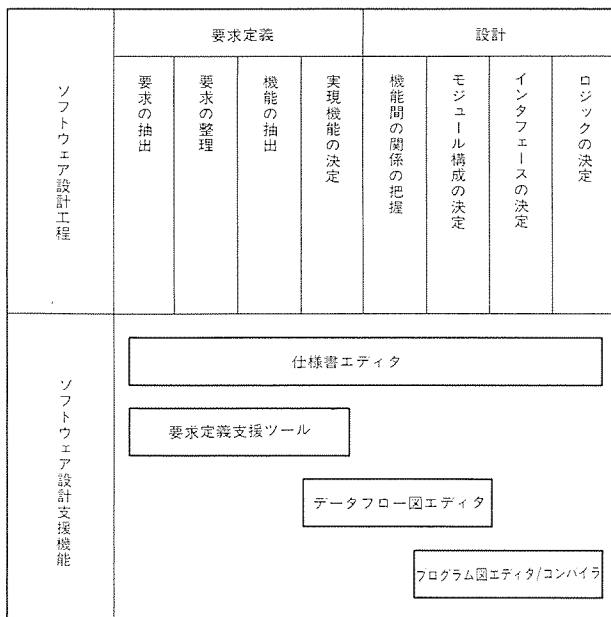 ソフトウェア設計工程
要求定義
設計
要求の抽出
要求の整理
機能の抽出
実現機能の決定
機能間の関係の把握
モジュール構成の決定
インタフェースの決定
ロジックの決定
ソフトウェア設計支援機能
仕様書エディタ
要求定義支援ツール
データフロー図エディタ
プログラム図エディタ/コンパイラ